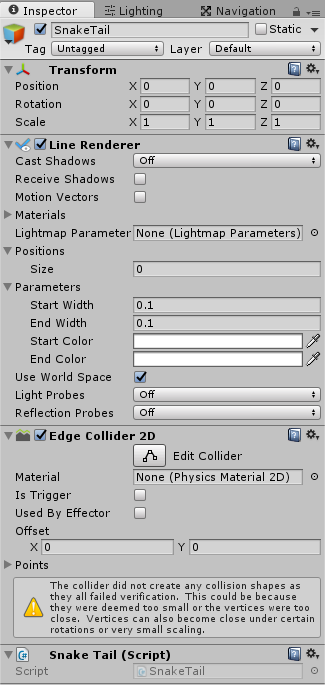 Inspector Lighting Navigation
SnakeTail Static
Tag Untagged Layer Default
Transform
Position X 0 Y 0 Z 0
Rotation X 0 Y 0 Z 0
Scale X 1 Y 1 Z 1
Line Renderer
Cast Shadows Off
Receive Shadows
Motion Vectors
Materials
Lightmap Parameter None (Lightmap Parameters)
Positions
Size 0
Parameters
Start Width 0.1
End Width 0.1
Start Color
End Color
Use World Space
Light Probes Off
Reflection Probes Off
Edge Collider 2D
Edit Collider
Material None (Physics Material 2D)
Is Trigger
Used By Effector
Offset
X 0 Y 0
Points
The collider did not create any collision shapes as
they all failed verification. This could be because
they were deemed too small or the vertices were too
close. Vertices can also become close under certain
rotations or very small scaling.
Snake Tail (Script)
Script SnakeTail